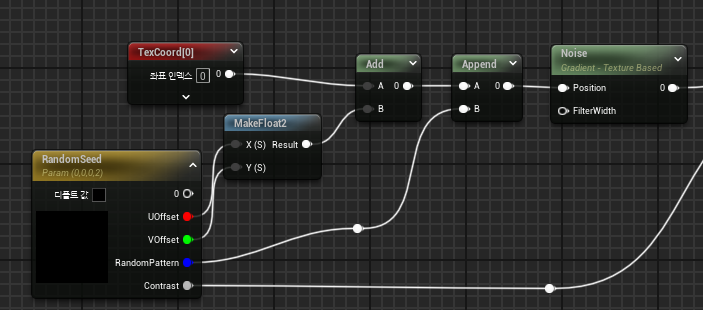 TexCoord[0]
좌표 인덱스 0 0
Add
A 0
B
Append
A 0
B
Noise
Gradient - Texture Based
Position 0
FilterWidth
MakeFloat2
X (S) Result
Y (S)
RandomSeed
Param (0,0,0,2)
디폴트 값 0
UOffset
VOffset
RandomPattern
Contrast